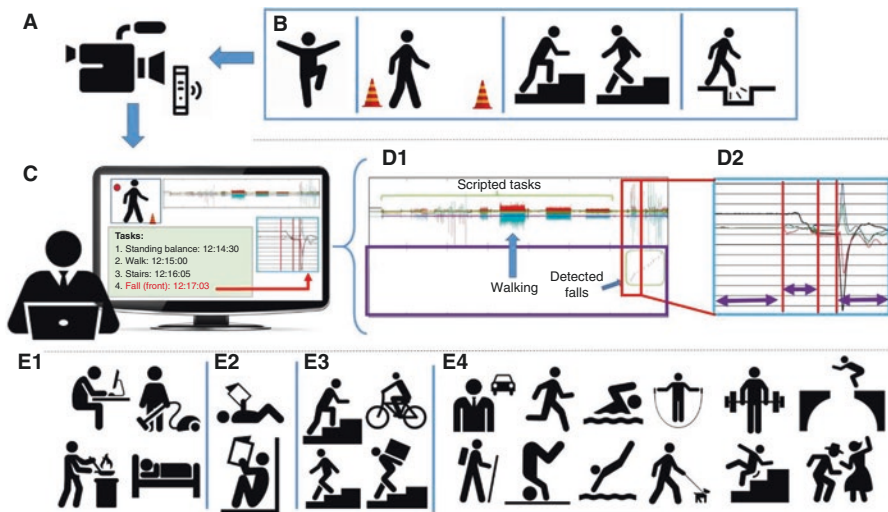 A
B
C
Tasks:
1. Standing balance: 12:14:30
2. Walk: 12:15:00
3. Stairs: 12:16:05
4. Fall (front): 12:17:03
D1
Scripted tasks
Walking
Detected
falls
D2
E1
E2
E3
E4